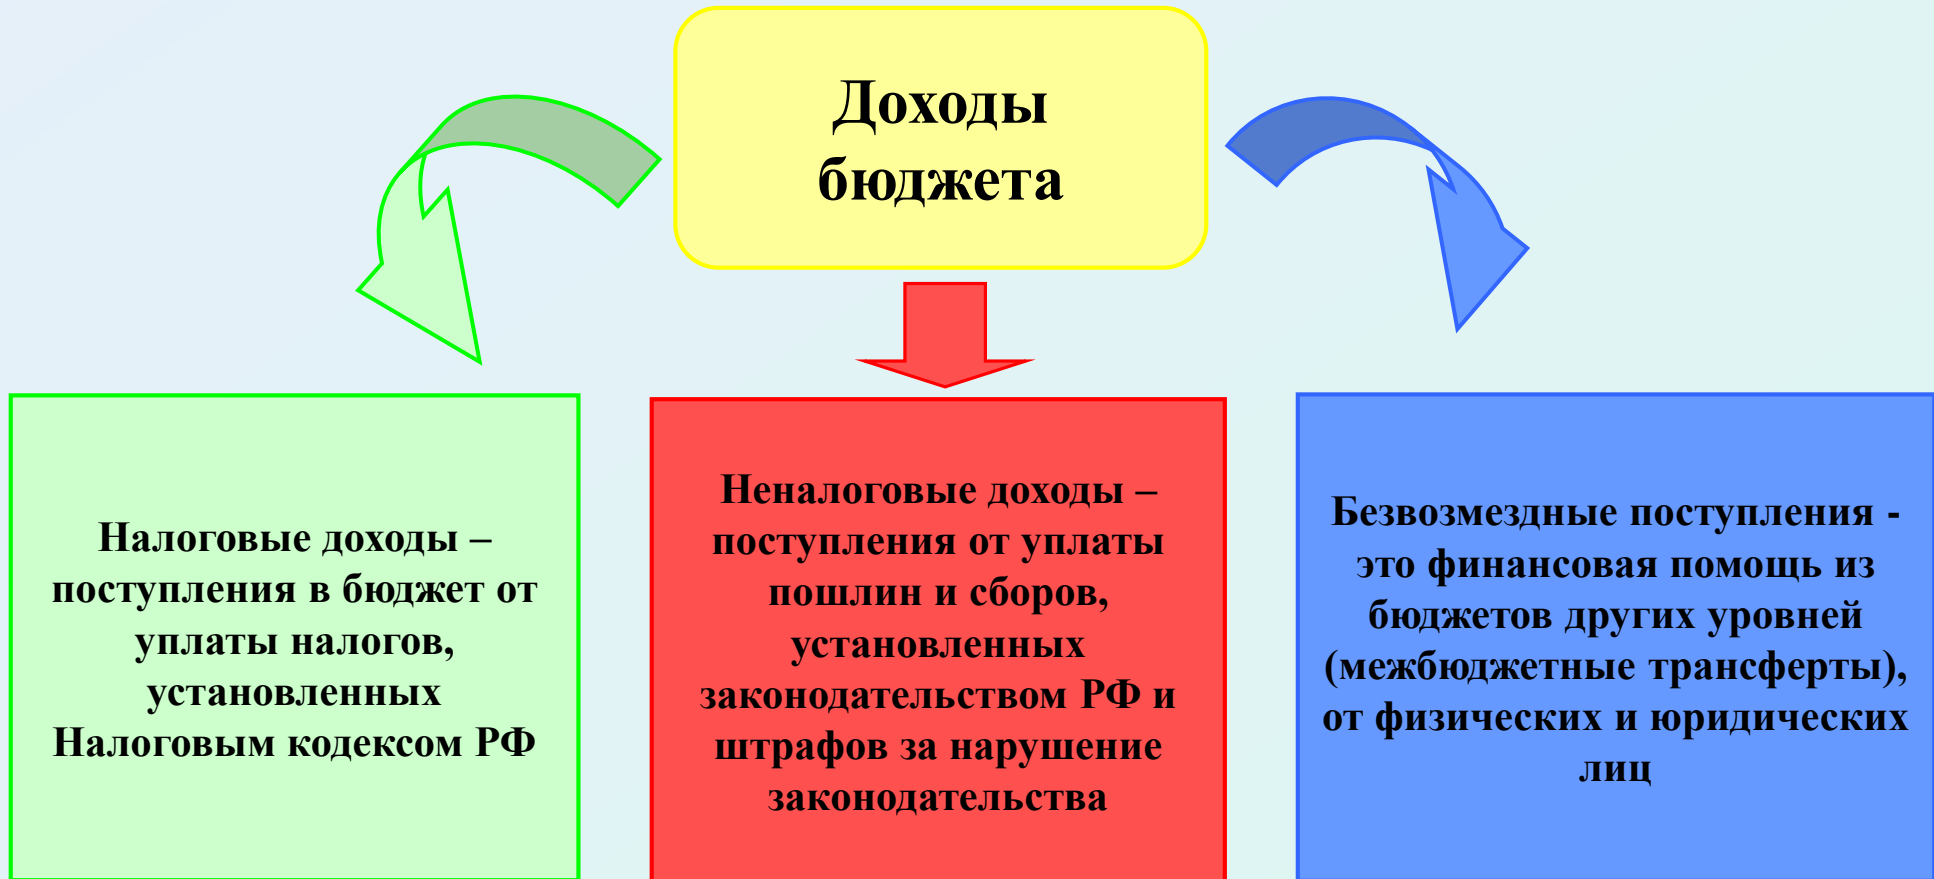 Доходы
бюджета
Налоговые доходы –
поступления в бюджет от
уплаты налогов,
установленных
Налоговым кодексом РФ
Неналоговые доходы –
поступления от уплаты
пошлин и сборов,
установленных
законодательством РФ и
штрафов за нарушение
законодательства
Безвозмездные поступления -
это финансовая помощь из
бюджетов других уровней
(межбюджетные трансферты),
от физических и юридических
лиц